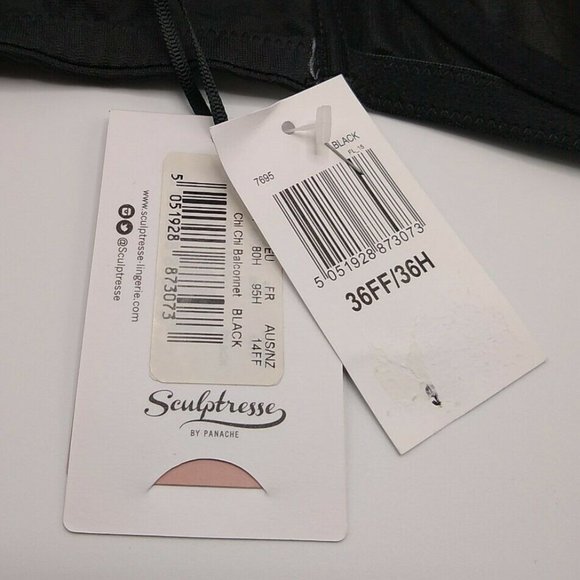 www.sculptresse-lingerie.com
@Sculptresse
5 051928 873073
EU FR AUS/NZ
80H 95H 14FF
Chi Chi Balconnet BLACK
Sculptresse
BY PANACHE
BLACK
FL_15
7695
5 051928 873073
36FF/36H